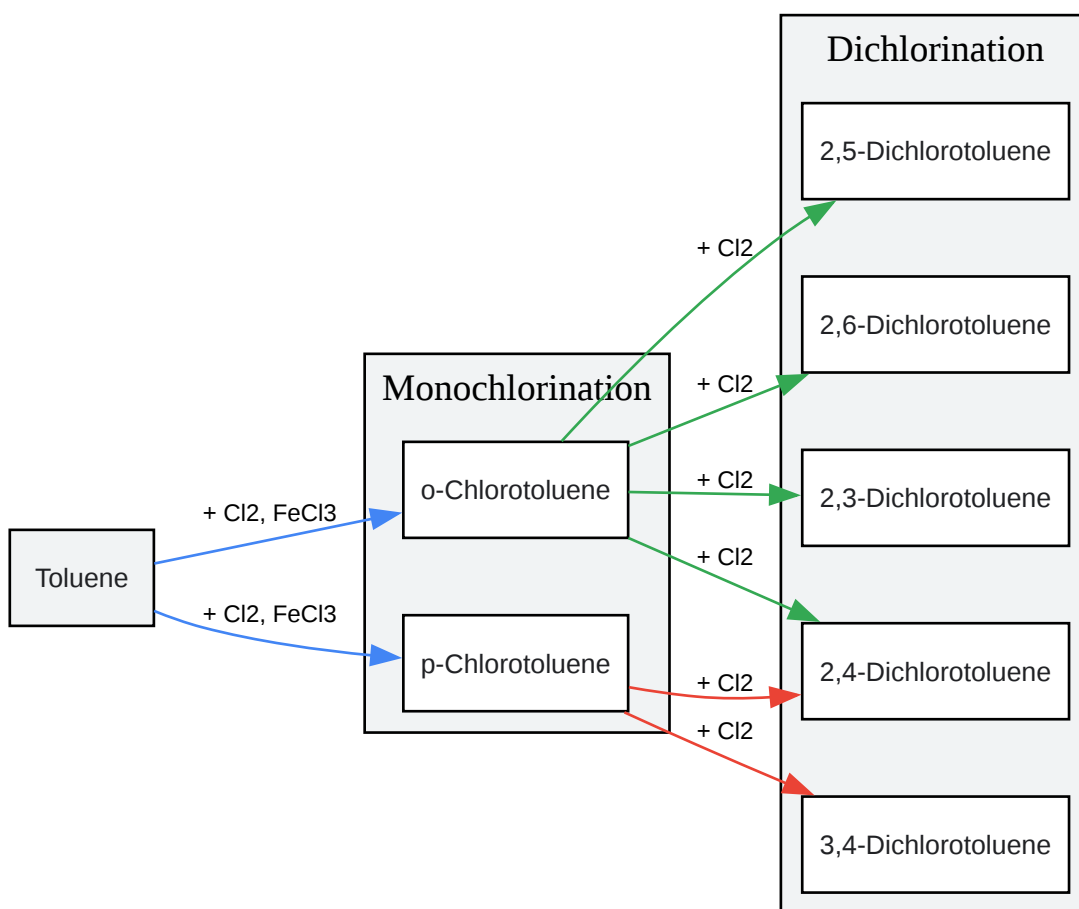 Dichlorination
2,5-Dichlorotoluene
+ Cl2
2,6-Dichlorotoluene
+ Cl2
Monochlorination
o-Chlorotoluene
+ Cl2
2,3-Dichlorotoluene
+ Cl2, FeCl3
+ Cl2
Toluene
+ Cl2, FeCl3
p-Chlorotoluene
+ Cl2
2,4-Dichlorotoluene
+ Cl2
3,4-Dichlorotoluene